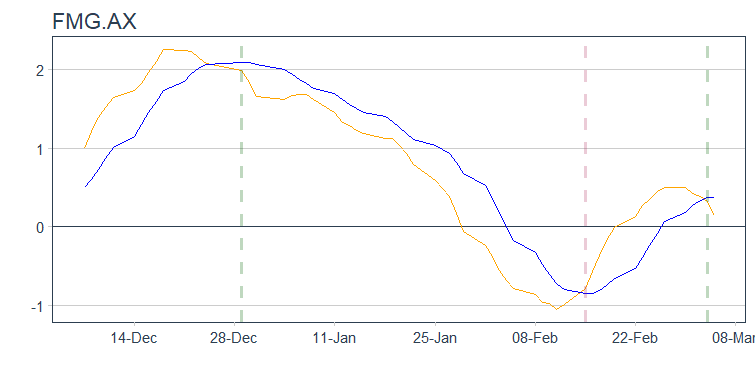 FMG.AX
2
1
0
-1
14-Dec
28-Dec
11-Jan
25-Jan
08-Feb
22-Feb
08-Mar